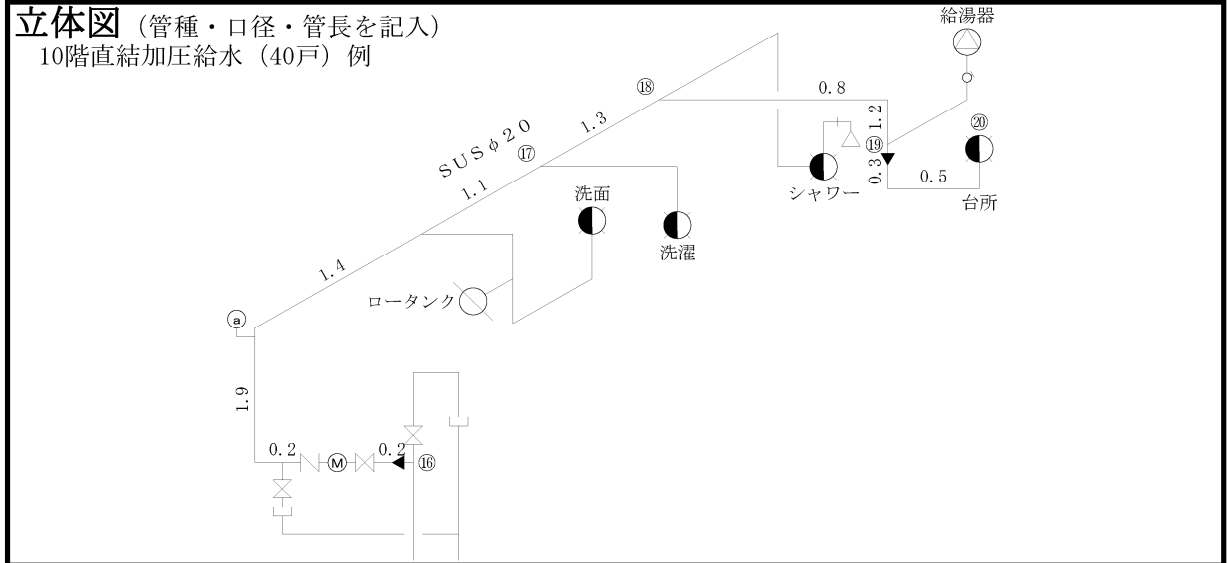 立体図（管種・口径・管長を記入）
10階直結加圧給水（40戸）例
給湯器
⑱
0.8
1.2
⑳
SUSφ20
1.3
⑰
⑲
0.3
0.5
シャワー
台所
1.1
洗面
洗濯
1.4
ロータンク
ⓐ
1.9
0.2
Ⓜ
0.2
⑯